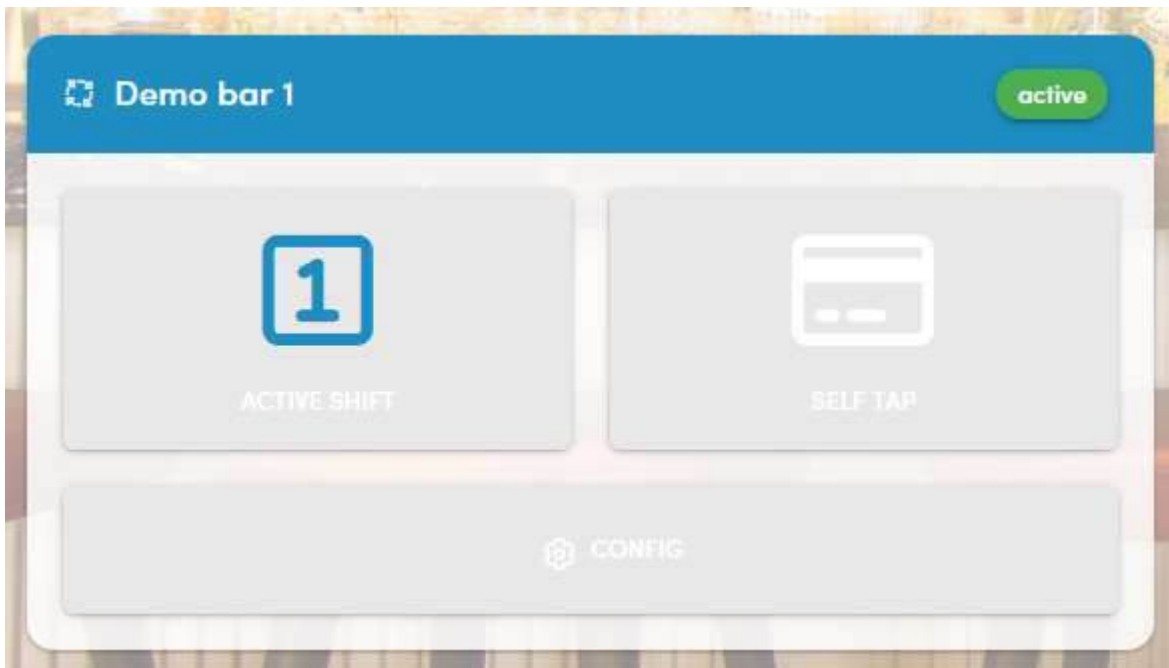 Demo bar 1
active
1
ACTIVE SHIFT
SELF TAP
CONFIG